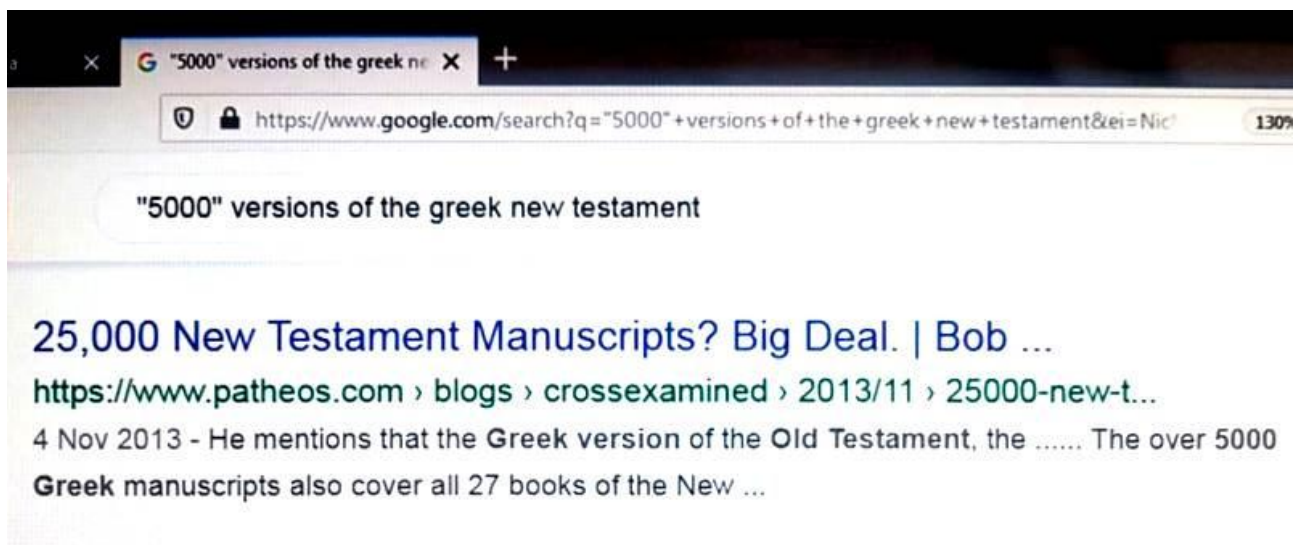 a
"5000" versions of the greek ne
https://www.google.com/search?q="5000"+versions+of+the+greek+new+testament&ei=Nic
130%
"5000" versions of the greek new testament
25,000 New Testament Manuscripts? Big Deal. | Bob ...
https://www.patheos.com › blogs › crossexamined › 2013/11 › 25000-new-t...
4 Nov 2013 - He mentions that the Greek version of the Old Testament, the ...... The over 5000
Greek manuscripts also cover all 27 books of the New ...